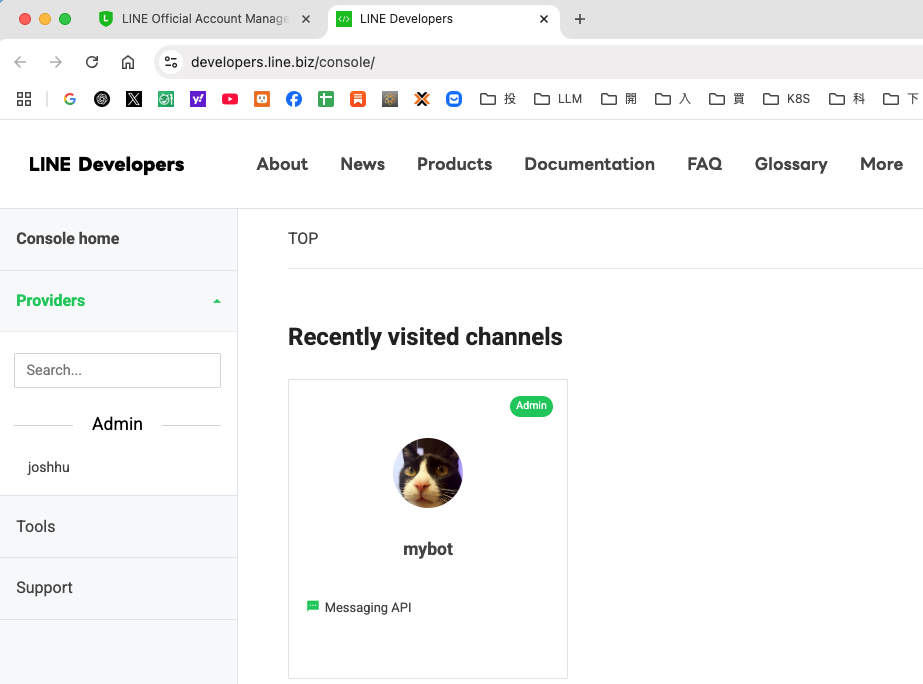 LINE Official Account Manage
LINE Developers
developers.line.biz/console/
投 LLM 開 入 買 K8S 科 下
LINE Developers About News Products Documentation FAQ Glossary More
Console home
TOP
Providers
Recently visited channels
Search...
Admin
Admin
joshhu
Tools
mybot
Support
Messaging API